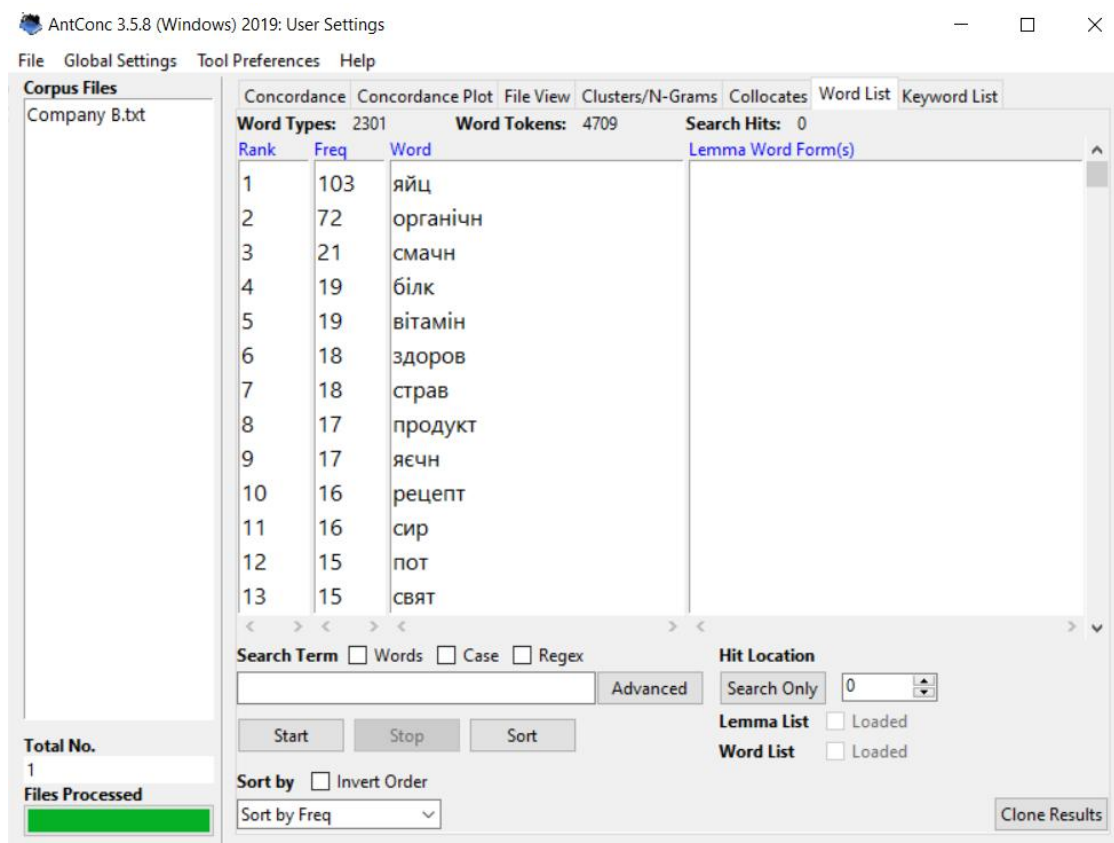 AntConc 3.5.8 (Windows) 2019: User Settings
File Global Settings Tool Preferences Help
Corpus Files
Company B.txt
Concordance Concordance Plot File View Clusters/N-Grams Collocates Word List Keyword List
Word Types: 2301 Word Tokens: 4709 Search Hits: 0
Rank Freq Word Lemma Word Form(s)
1 103 яйц
2 72 органічн
3 21 смачн
4 19 білк
5 19 вітамін
6 18 здоров
7 18 страв
8 17 продукт
9 17 яєчн
10 16 рецепт
11 16 сир
12 15 пот
13 15 свят
Search Term Words Case Regex Hit Location
Advanced Search Only 0
Start Stop Sort Lemma List Loaded
Word List Loaded
Total No.
1
Files Processed
Sort by Invert Order
Sort by Freq Clone Results